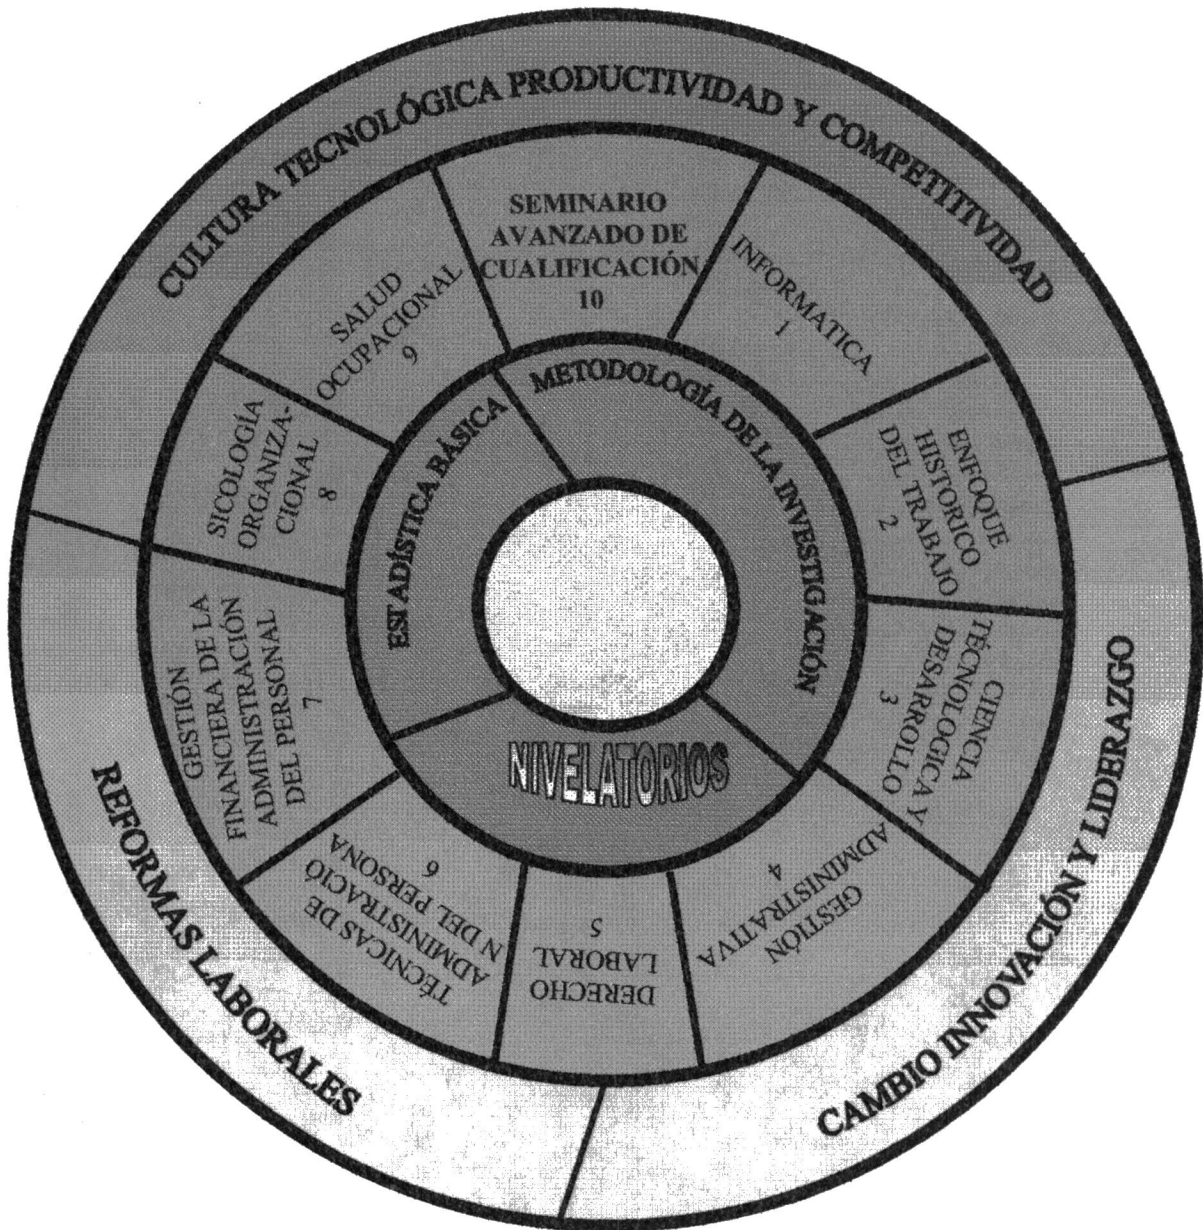 CULTURA TECNOLÓGICA PRODUCTIVIDAD Y COMPETITIVIDAD
CAMBIO INNOVACIÓN Y LIDERAZGO
REFORMAS LABORALES
INFORMATICA
1
ENFOQUE
HISTORICO
DEL TRABAJO
2
CIENCIA
TÉCNOLOGICA Y
DESARROLLO
3
GESTIÓN
ADMINISTRATIVA
4
DERECHO
LABORAL
5
TÉCNICAS DE
ADMINISTRACIÓ
N DEL PERSONA
6
GESTIÓN
FINANCIERA DE LA
ADMINISTRACIÓN
DEL PERSONAL
7
SICOLOGÍA
ORGANIZA-
CIONAL
8
SALUD
OCUPACIONAL
9
SEMINARIO
AVANZADO DE
CUALIFICACIÓN
10
METODOLOGÍA DE LA INVESTIGACIÓN
NIVELATORIOS
ESTADÍSTICA BÁSICA